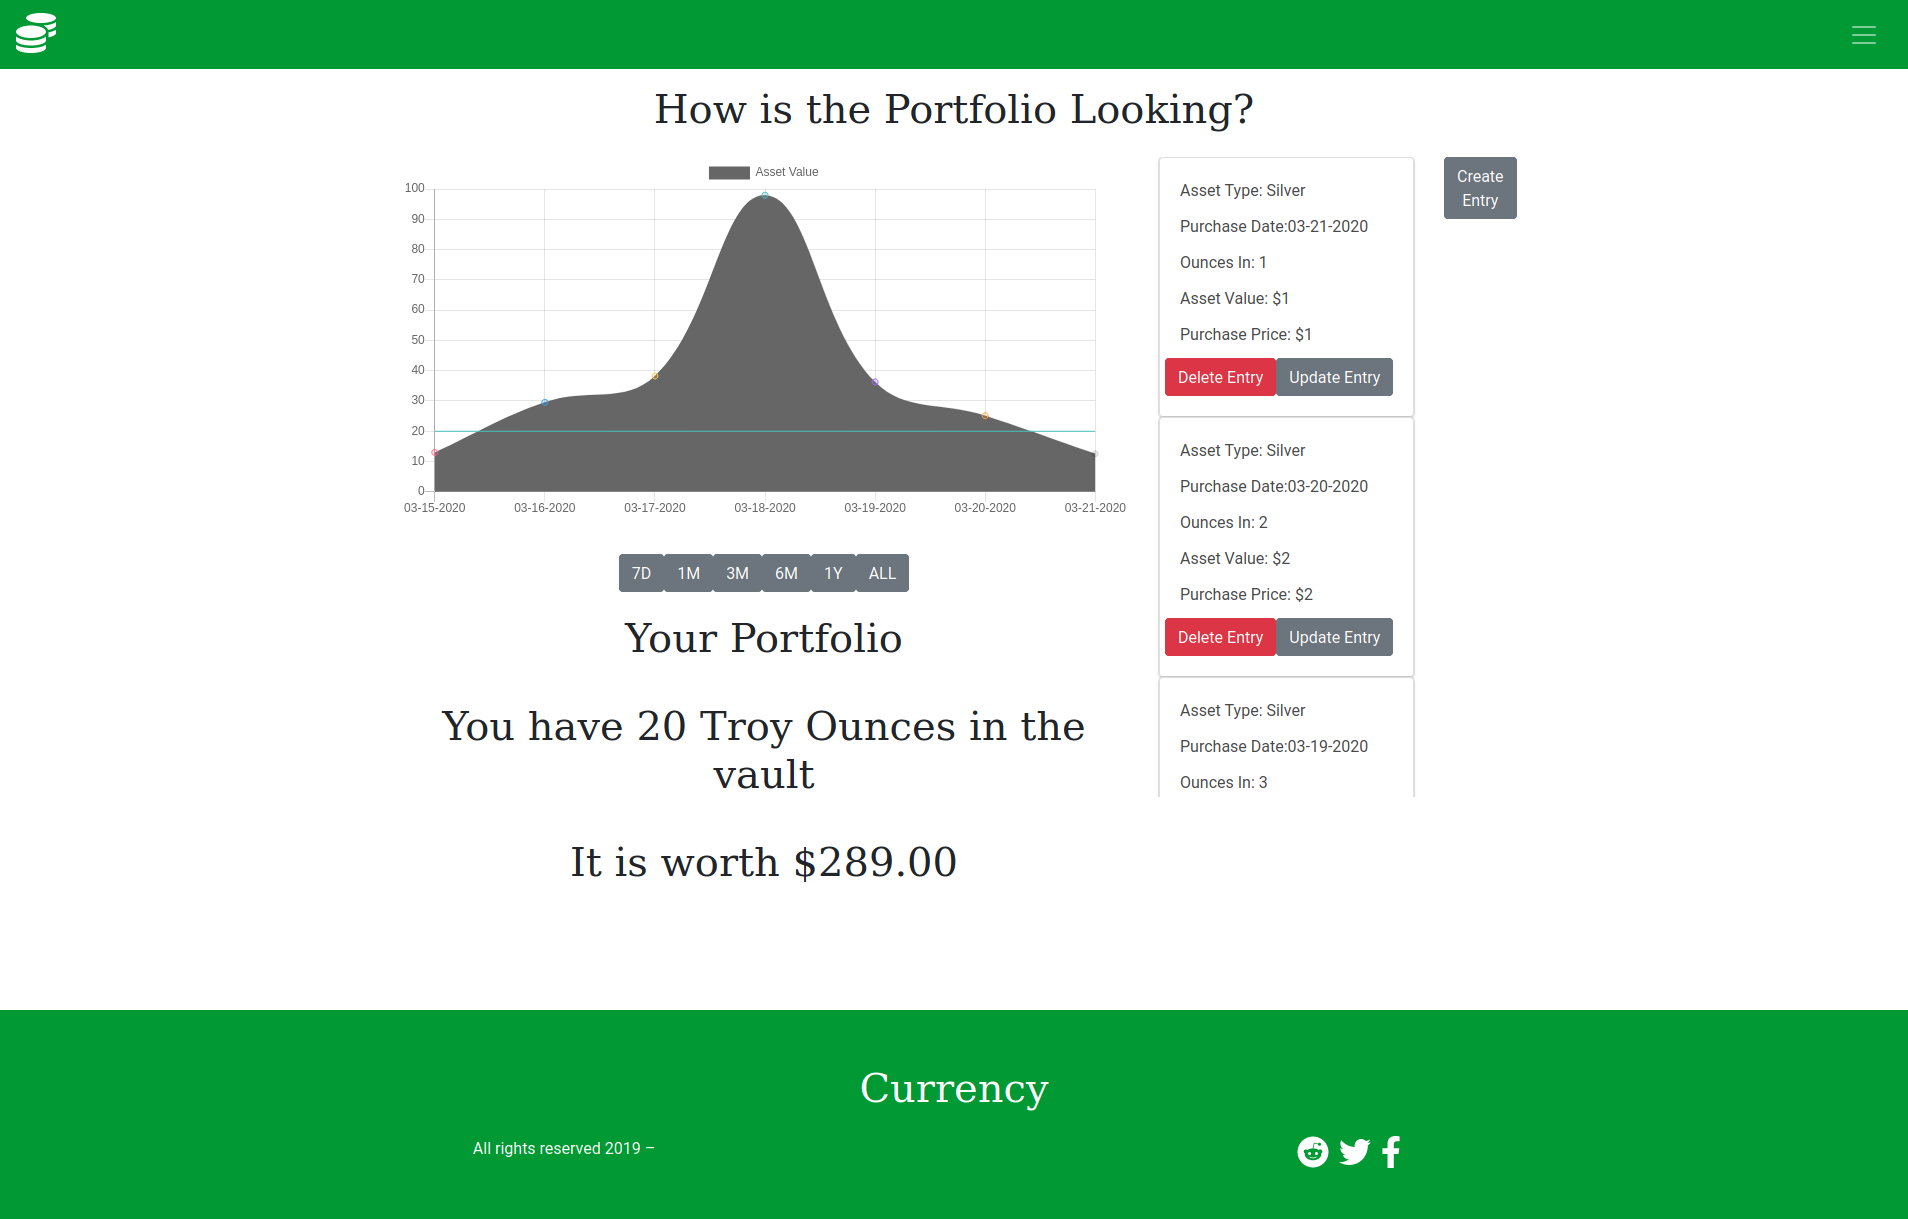 How is the Portfolio Looking?
Asset Value
100
90
80
70
60
50
40
30
20
10
0
03-15-2020 03-16-2020 03-17-2020 03-18-2020 03-19-2020 03-20-2020 03-21-2020
7D 1M 3M 6M 1Y ALL
Your Portfolio
You have 20 Troy Ounces in the
vault
It is worth $289.00
Asset Type: Silver
Purchase Date:03-21-2020
Ounces In: 1
Asset Value: $1
Purchase Price: $1
Delete Entry Update Entry
Asset Type: Silver
Purchase Date:03-20-2020
Ounces In: 2
Asset Value: $2
Purchase Price: $2
Delete Entry Update Entry
Asset Type: Silver
Purchase Date:03-19-2020
Ounces In: 3
Create
Entry
Currency
All rights reserved 2019 –